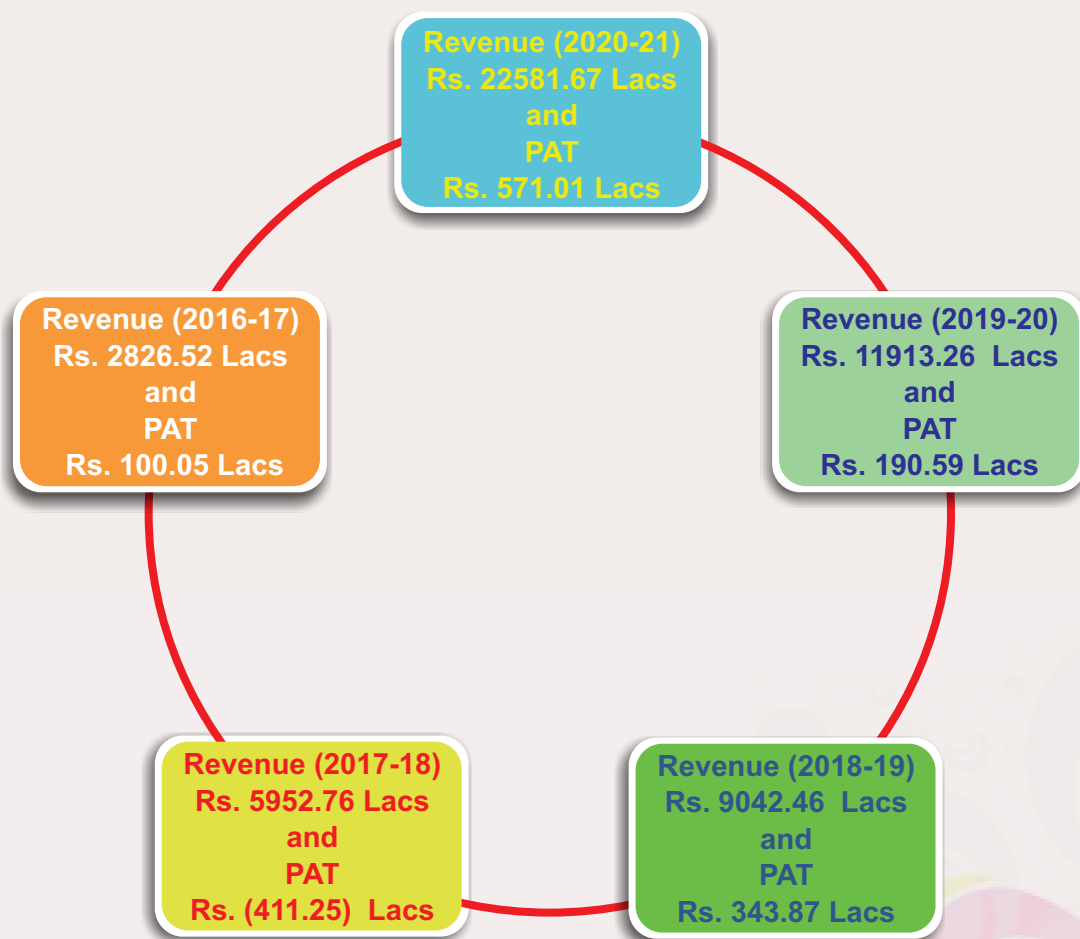 Revenue (2020-21)
Rs. 22581.67 Lacs
and
PAT
Rs. 571.01 Lacs
Revenue (2016-17)
Rs. 2826.52 Lacs
and
PAT
Rs. 100.05 Lacs
Revenue (2019-20)
Rs. 11913.26 Lacs
and
PAT
Rs. 190.59 Lacs
Revenue (2017-18)
Rs. 5952.76 Lacs
and
PAT
Rs. (411.25) Lacs
Revenue (2018-19)
Rs. 9042.46 Lacs
and
PAT
Rs. 343.87 Lacs